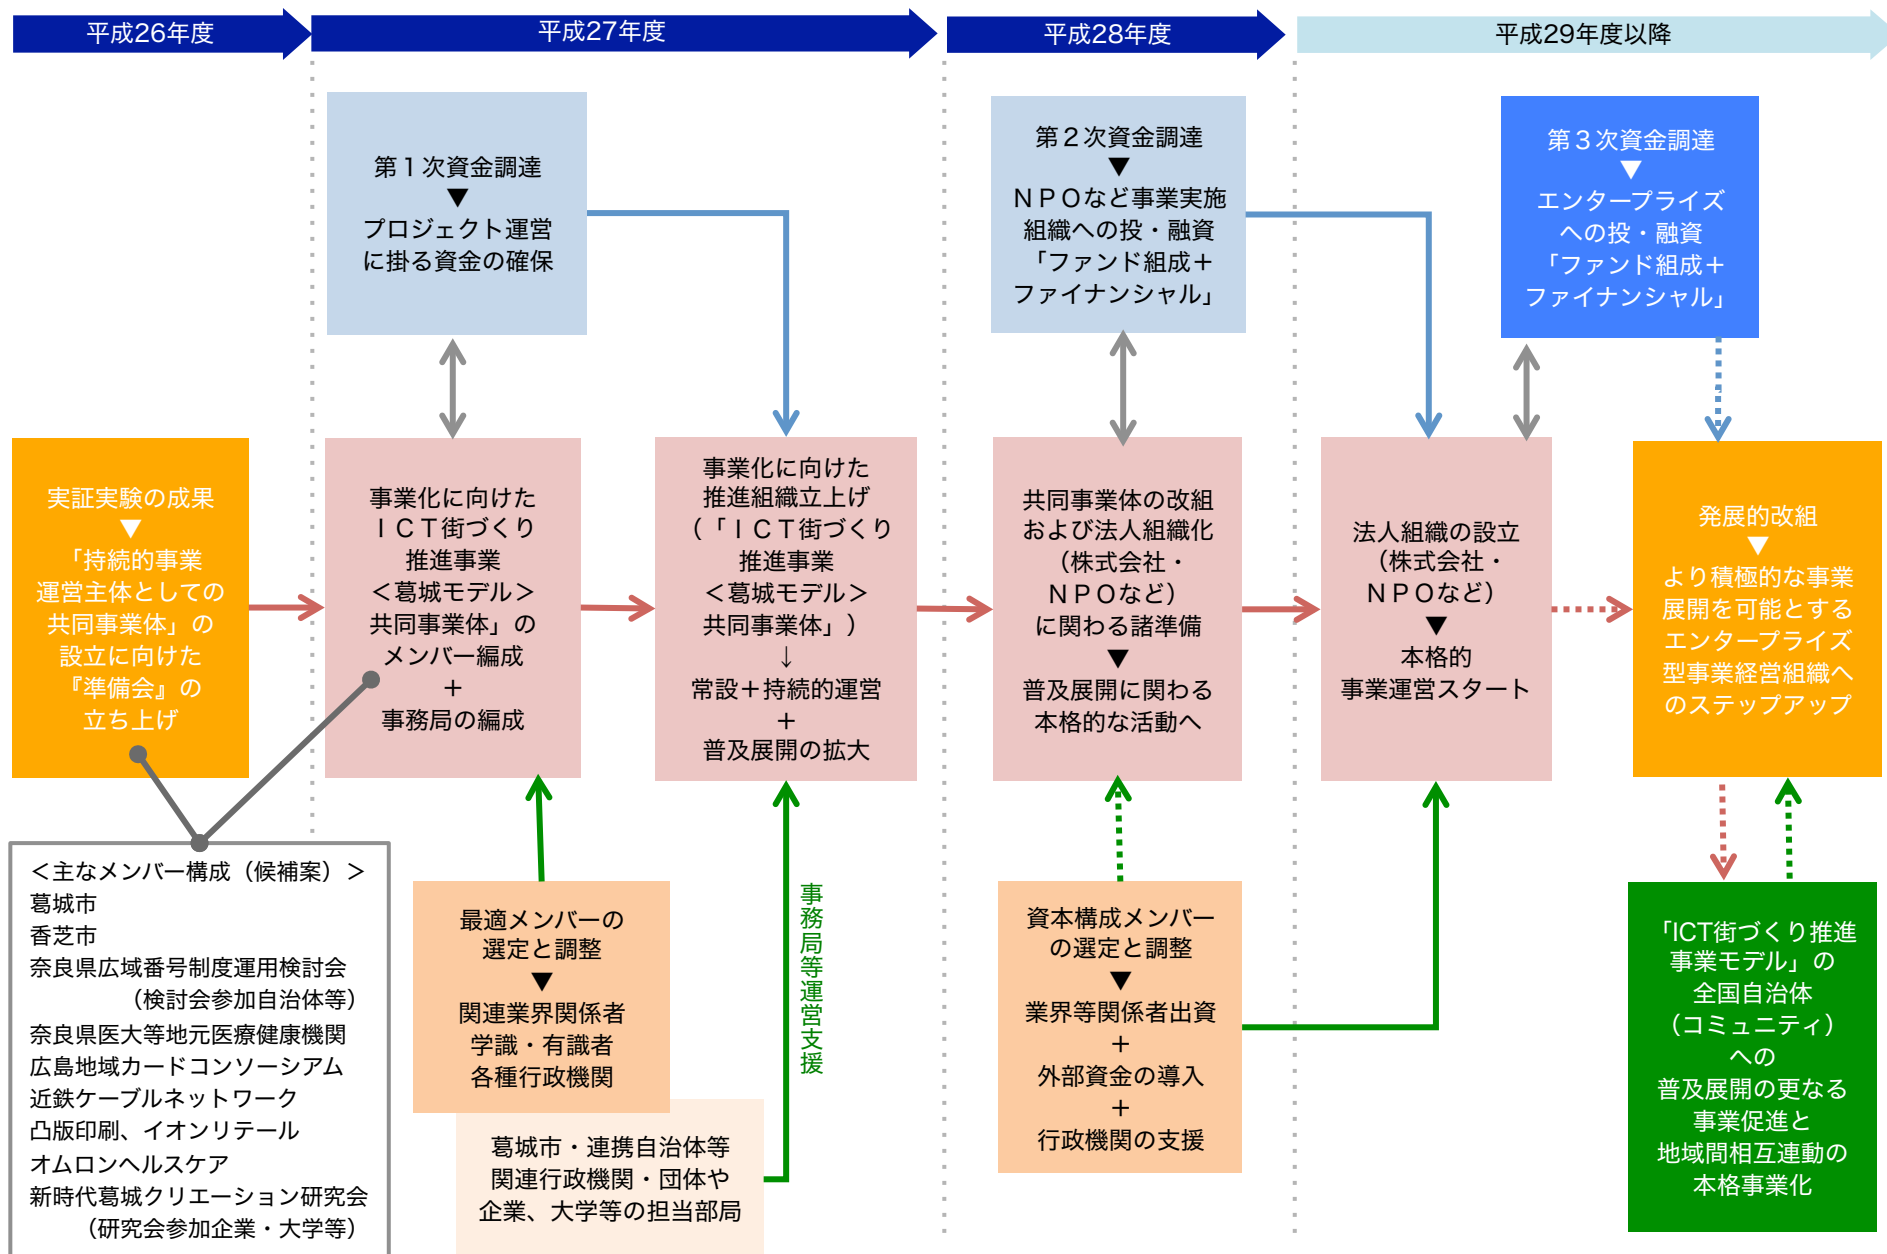 平成26年度
平成27年度
平成28年度
平成29年度以降
第１次資金調達
▼
プロジェクト運営
に掛る資金の確保
第２次資金調達
▼
ＮＰＯなど事業実施
組織への投・融資
「ファンド組成＋
ファイナンシャル」
第３次資金調達
▼
エンタープライズ
への投・融資
「ファンド組成＋
ファイナンシャル」
実証実験の成果
▼
「持続的事業
運営主体としての
共同事業体」の
設立に向けた
『準備会』の
立ち上げ
事業化に向けた
ＩＣＴ街づくり
推進事業
＜葛城モデル＞
共同事業体」の
メンバー編成
＋
事務局の編成
事業化に向けた
推進組織立上げ
（「ＩＣＴ街づくり
推進事業
＜葛城モデル＞
共同事業体」）
↓
常設＋持続的運営
＋
普及展開の拡大
共同事業体の改組
および法人組織化
（株式会社・
ＮＰＯなど）
に関わる諸準備
▼
普及展開に関わる
本格的な活動へ
法人組織の設立
（株式会社・
ＮＰＯなど）
▼
本格的
事業運営スタート
発展的改組
▼
より積極的な事業
展開を可能とする
エンタープライズ
型事業経営組織へ
のステップアップ
＜主なメンバー構成（候補案）＞
葛城市
香芝市
奈良県広域番号制度運用検討会
（検討会参加自治体等）
奈良県医大等地元医療健康機関
広島地域カードコンソーシアム
近鉄ケーブルネットワーク
凸版印刷、イオンリテール
オムロンヘルスケア
新時代葛城クリエーション研究会
（研究会参加企業・大学等）
最適メンバーの
選定と調整
▼
関連業界関係者
学識・有識者
各種行政機関
葛城市・連携自治体等
関連行政機関・団体や
企業、大学等の担当部局
事務局等運営支援
資本構成メンバー
の選定と調整
▼
業界等関係者出資
＋
外部資金の導入
＋
行政機関の支援
「ICT街づくり推進
事業モデル」の
全国自治体
（コミュニティ）
への
普及展開の更なる
事業促進と
地域間相互連動の
本格事業化